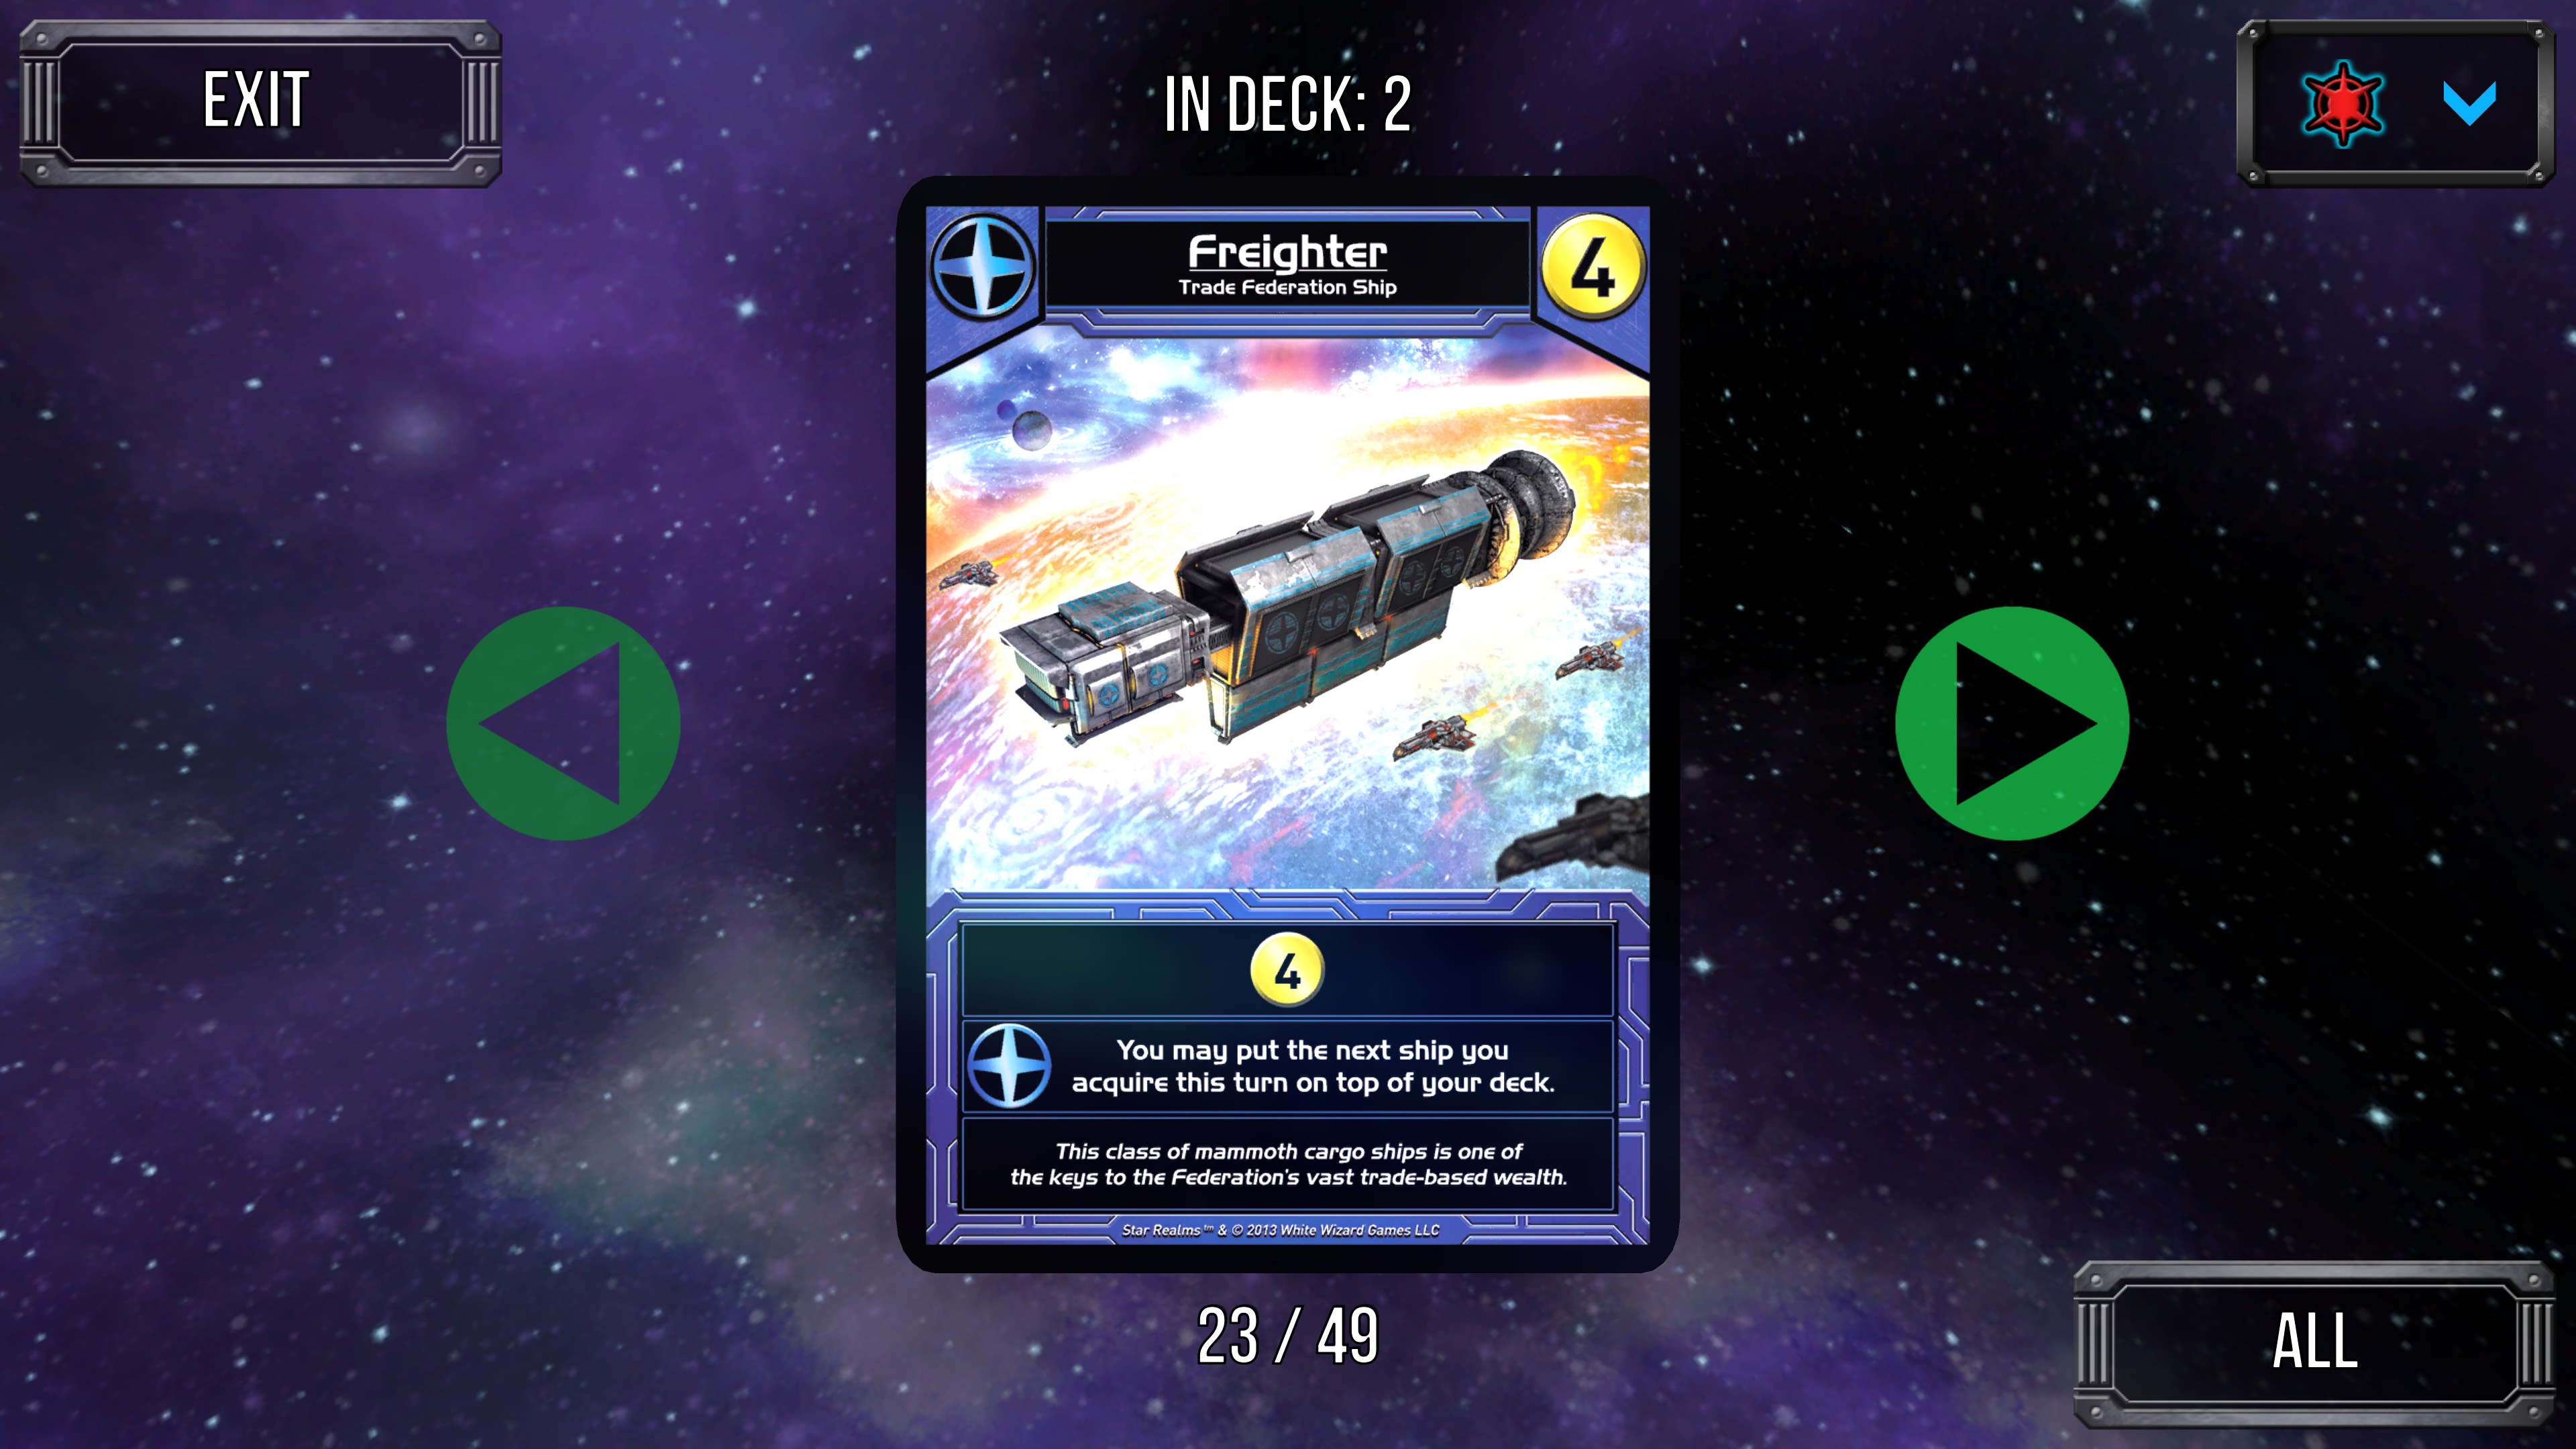 EXIT
IN DECK: 2
Freighter
Trade Federation Ship
4
4
You may put the next ship you
acquire this turn on top of your deck.
This class of mammoth cargo ships is one of
the keys to the Federation's vast trade-based wealth.
Star Realms™ & © 2013 White Wizard Games LLC
23 / 49
ALL